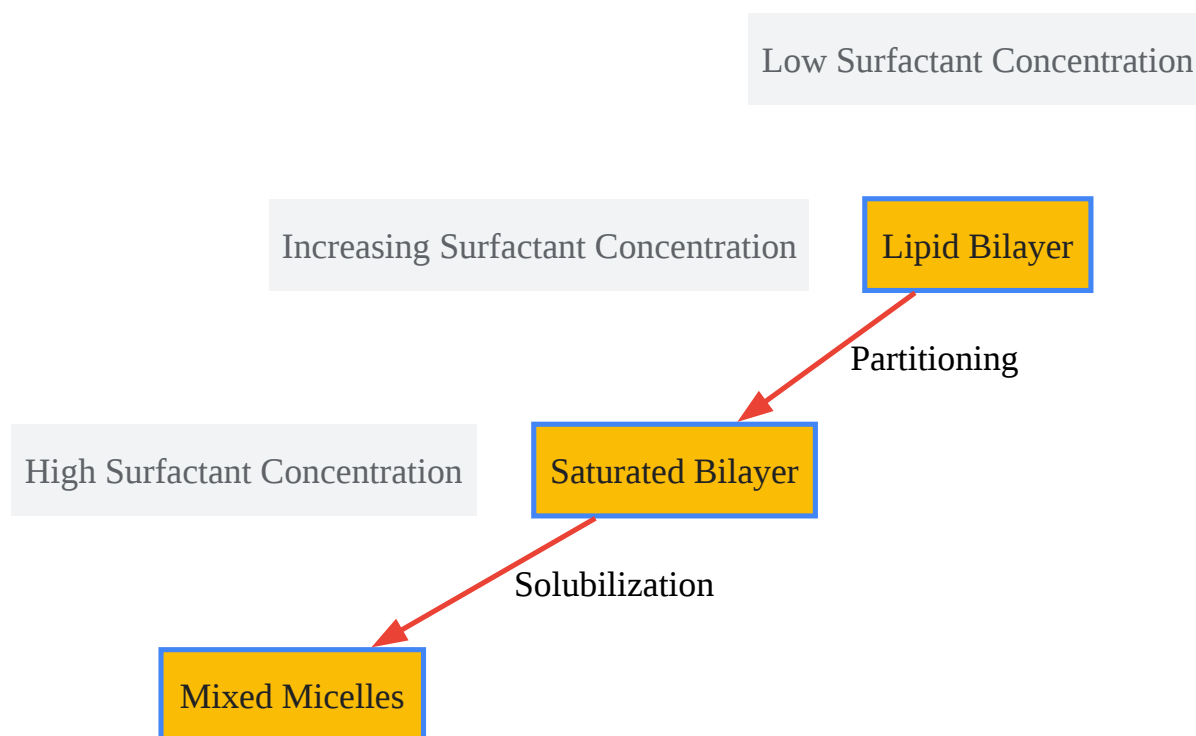 Low Surfactant Concentration
Increasing Surfactant Concentration
Lipid Bilayer
Partitioning
High Surfactant Concentration
Saturated Bilayer
Solubilization
Mixed Micelles